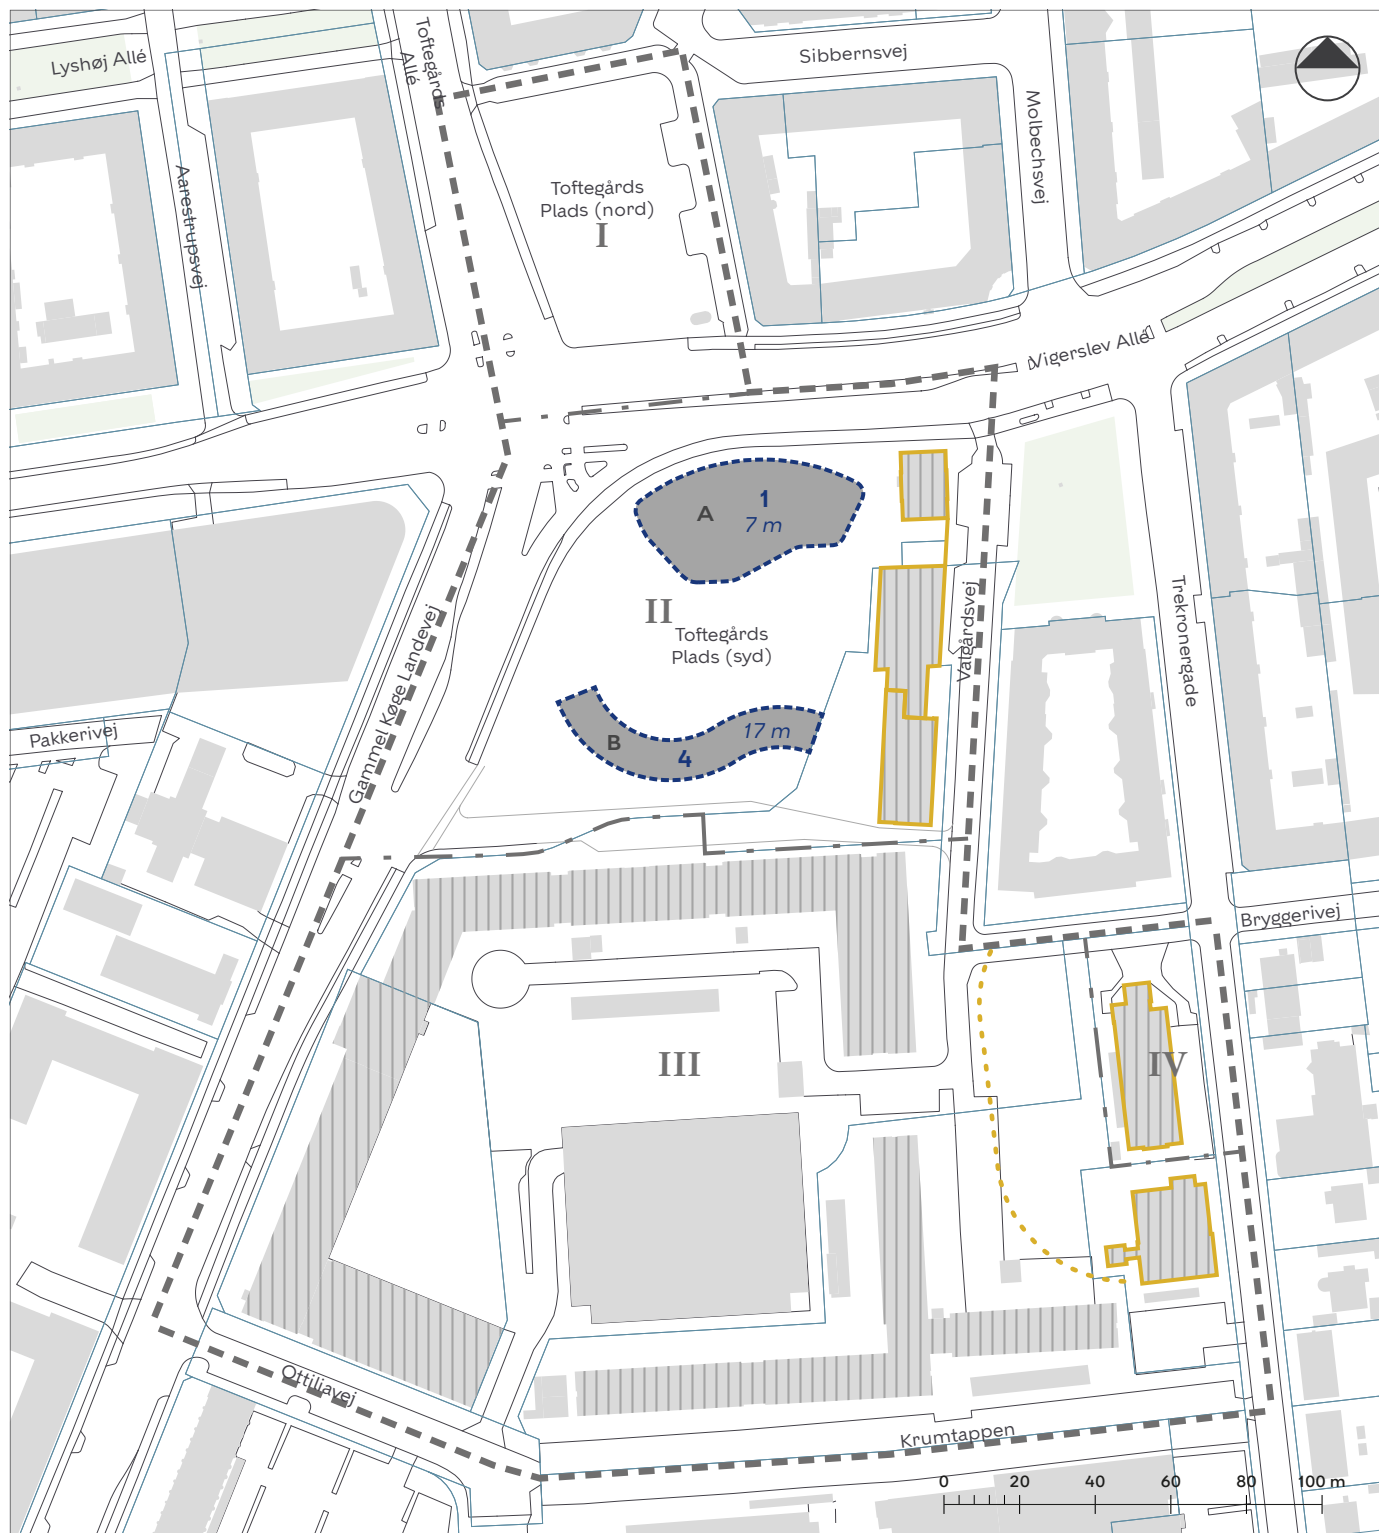 Lyshøj Allé
Toftegårds
Allé
Sibbernsvej
Molbechsvej
Aarestrupsvej
Toftegårds
Plads (nord)
I
Vigerslev Allé
A
1
7 m
II
Toftegårds
Plads (syd)
Valgårdsvej
Trekronergade
Gammel Køge Landevej
Pakkerivej
B
4
17 m
Bryggerivej
III
IV
Ottiliavej
Krumtappen
0 20 40 60 80 100 m